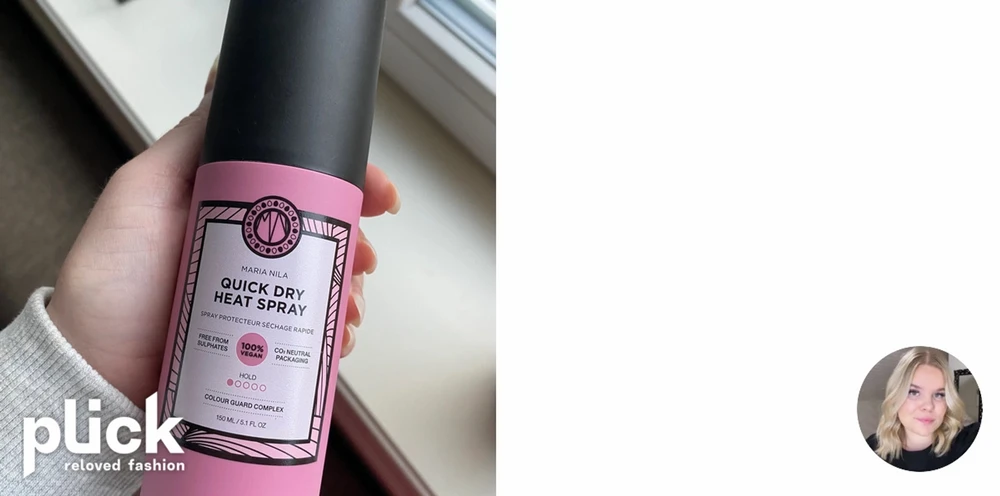 MARIA NILA
QUICK DRY
HEAT SPRAY
SPRAY PROTECTEUR SÉCHAGE RAPIDE
FREE FROM
SULPHATES
100%
VEGAN
CO₂ NEUTRAL
PACKAGING
HOLD
COLOUR GUARD COMPLEX
150 ML / 5.1 FL OZ
plick
reloved fashion